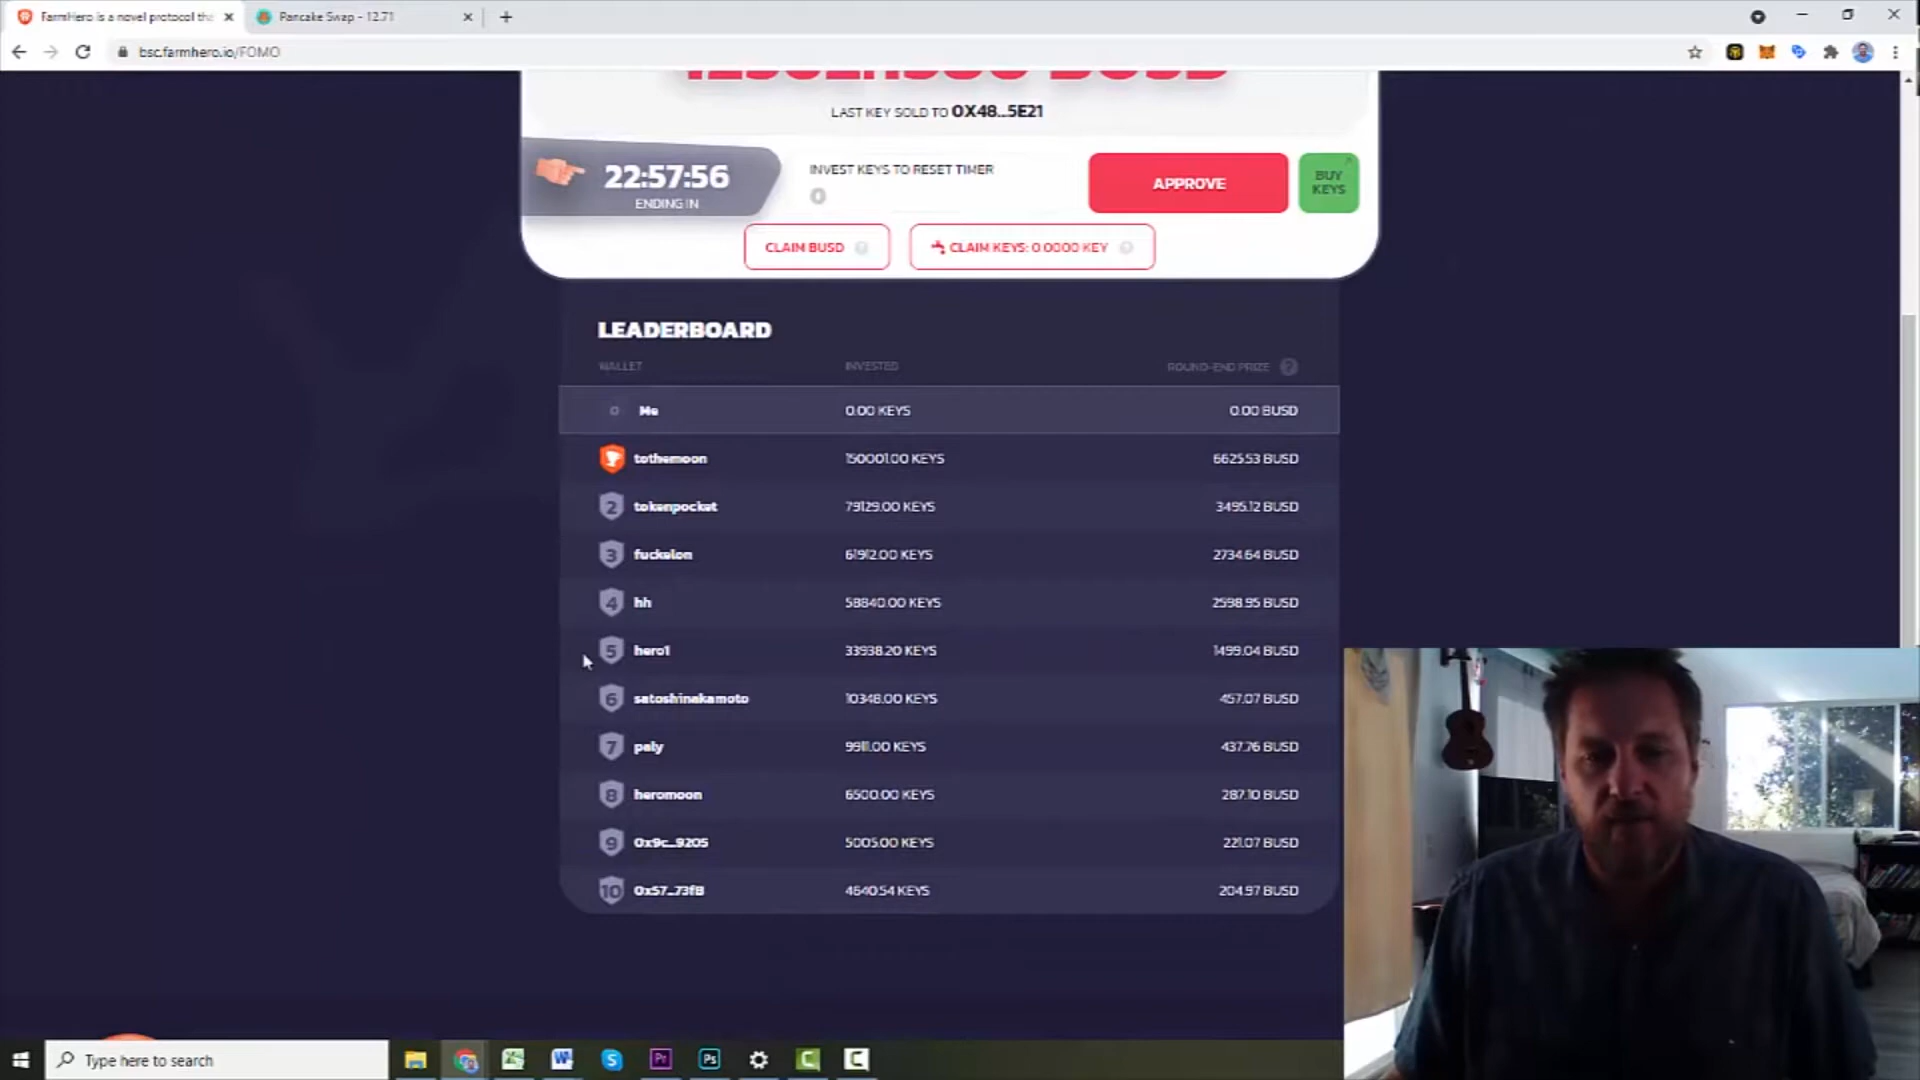 FarmHero is a novel protocol tha
Pancake Swap - 12.71
bsc.farmhero.io/FOMO
LAST KEY SOLD TO 0X48...5E21
22:57:56
ENDING IN
INVEST KEYS TO RESET TIMER
0
APPROVE
BUY
KEYS
CLAIM BUSD ?
CLAIM KEYS: 0.0000 KEY ?
LEADERBOARD
WALLET INVESTED ROUND-END PRIZE ?
0 Me 0.00 KEYS 0.00 BUSD
tothemoon 150001.00 KEYS 6625.53 BUSD
2 tokenpocket 79129.00 KEYS 3495.12 BUSD
3 fuckelon 61912.00 KEYS 2734.64 BUSD
4 hh 58840.00 KEYS 2598.95 BUSD
5 hero1 33938.20 KEYS 1499.04 BUSD
6 satoshinakamoto 10348.00 KEYS 457.07 BUSD
7 paly 9911.00 KEYS 437.76 BUSD
8 heromoon 6500.00 KEYS 287.10 BUSD
9 0x9c...9205 5005.00 KEYS 221.07 BUSD
10 0x57...73fB 4640.54 KEYS 204.97 BUSD
Type here to search
Pr
Ps